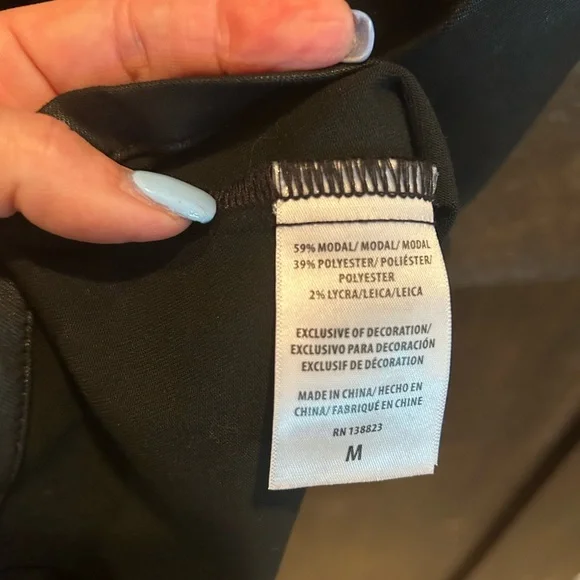 59% MODAL/ MODAL/ MODAL
39% POLYESTER/ POLIÉSTER/
POLYESTER
2% LYCRA/LEICA/LEICA
EXCLUSIVE OF DECORATION/
EXCLUSIVO PARA DECORACIÓN
EXCLUSIF DE DÉCORATION/
MADE IN CHINA/ HECHO EN
CHINA/ FABRIQUÉ EN CHINE
RN 138823
M